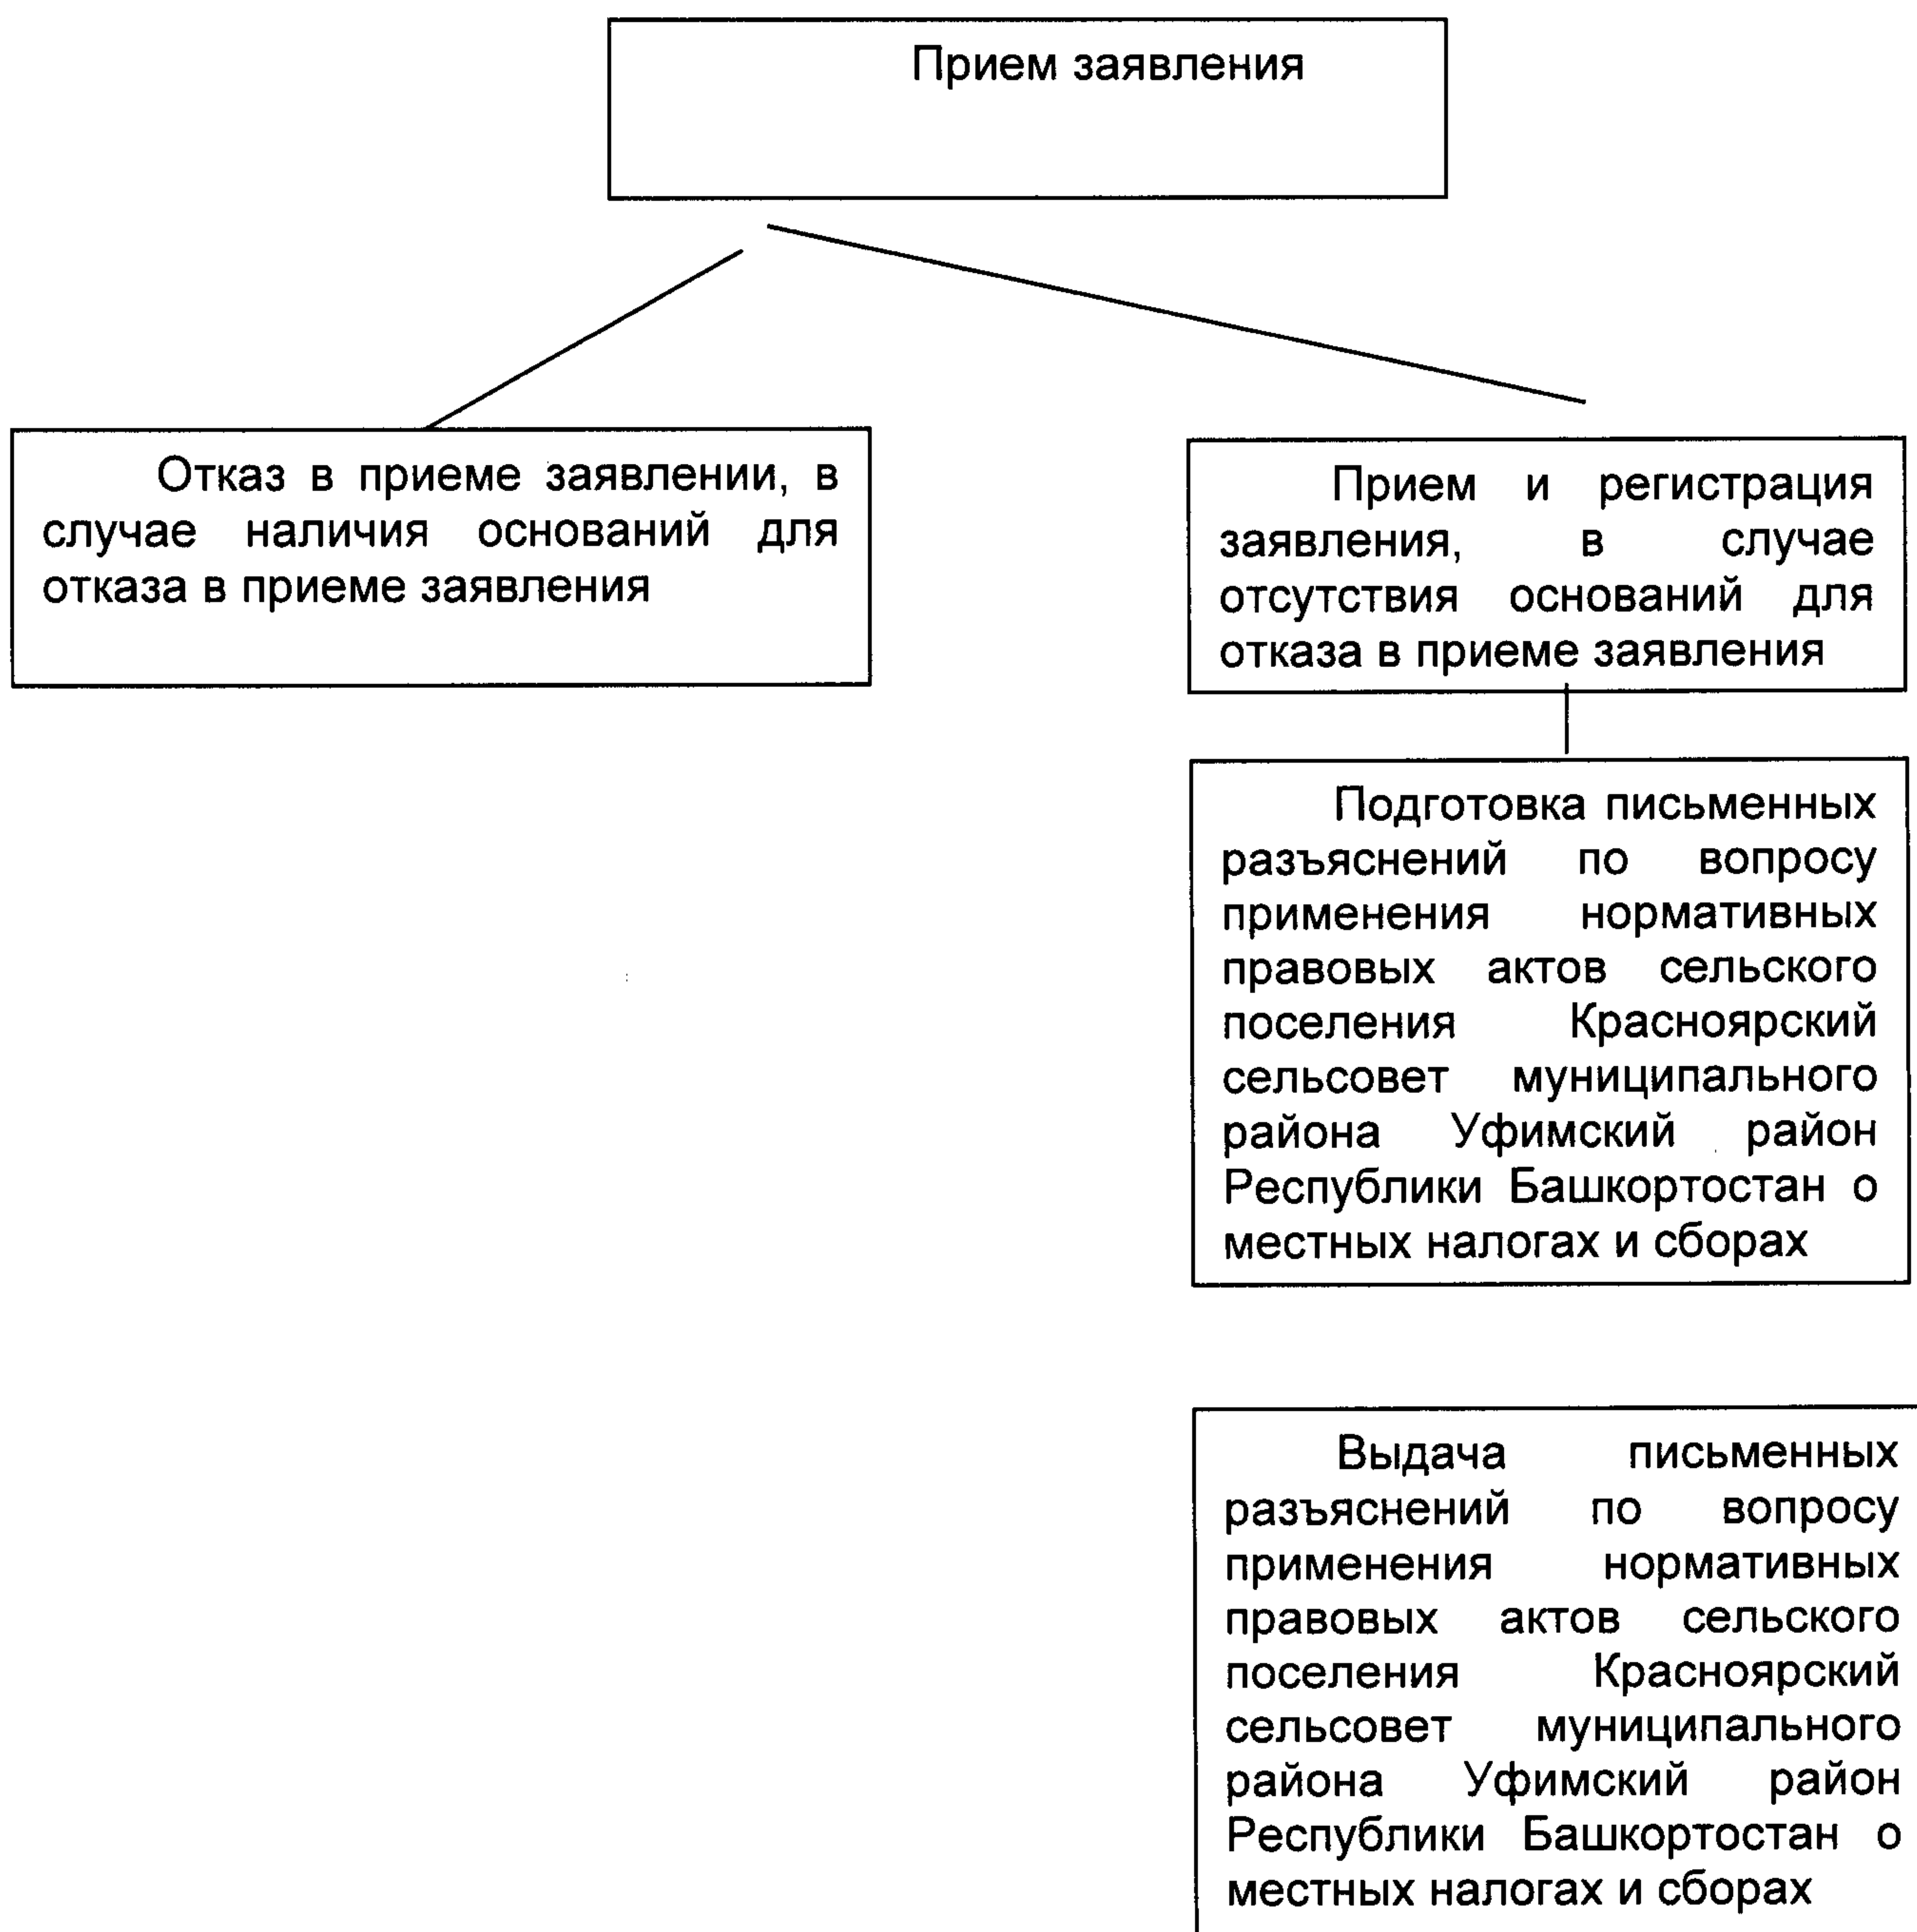 Прием заявления
Отказ в приеме заявлении, в
случае наличия оснований для
отказа в приеме заявления
Прием и регистрация
заявления, в случае
отсутствия оснований для
отказа в приеме заявления
Подготовка письменных
разъяснений по вопросу
применения нормативных
правовых актов сельского
поселения Красноярский
сельсовет муниципального
района Уфимский район
Республики Башкортостан о
местных налогах и сборах
Выдача письменных
разъяснений по вопросу
применения нормативных
правовых актов сельского
поселения Красноярский
сельсовет муниципального
района Уфимский район
Республики Башкортостан о
местных налогах и сборах